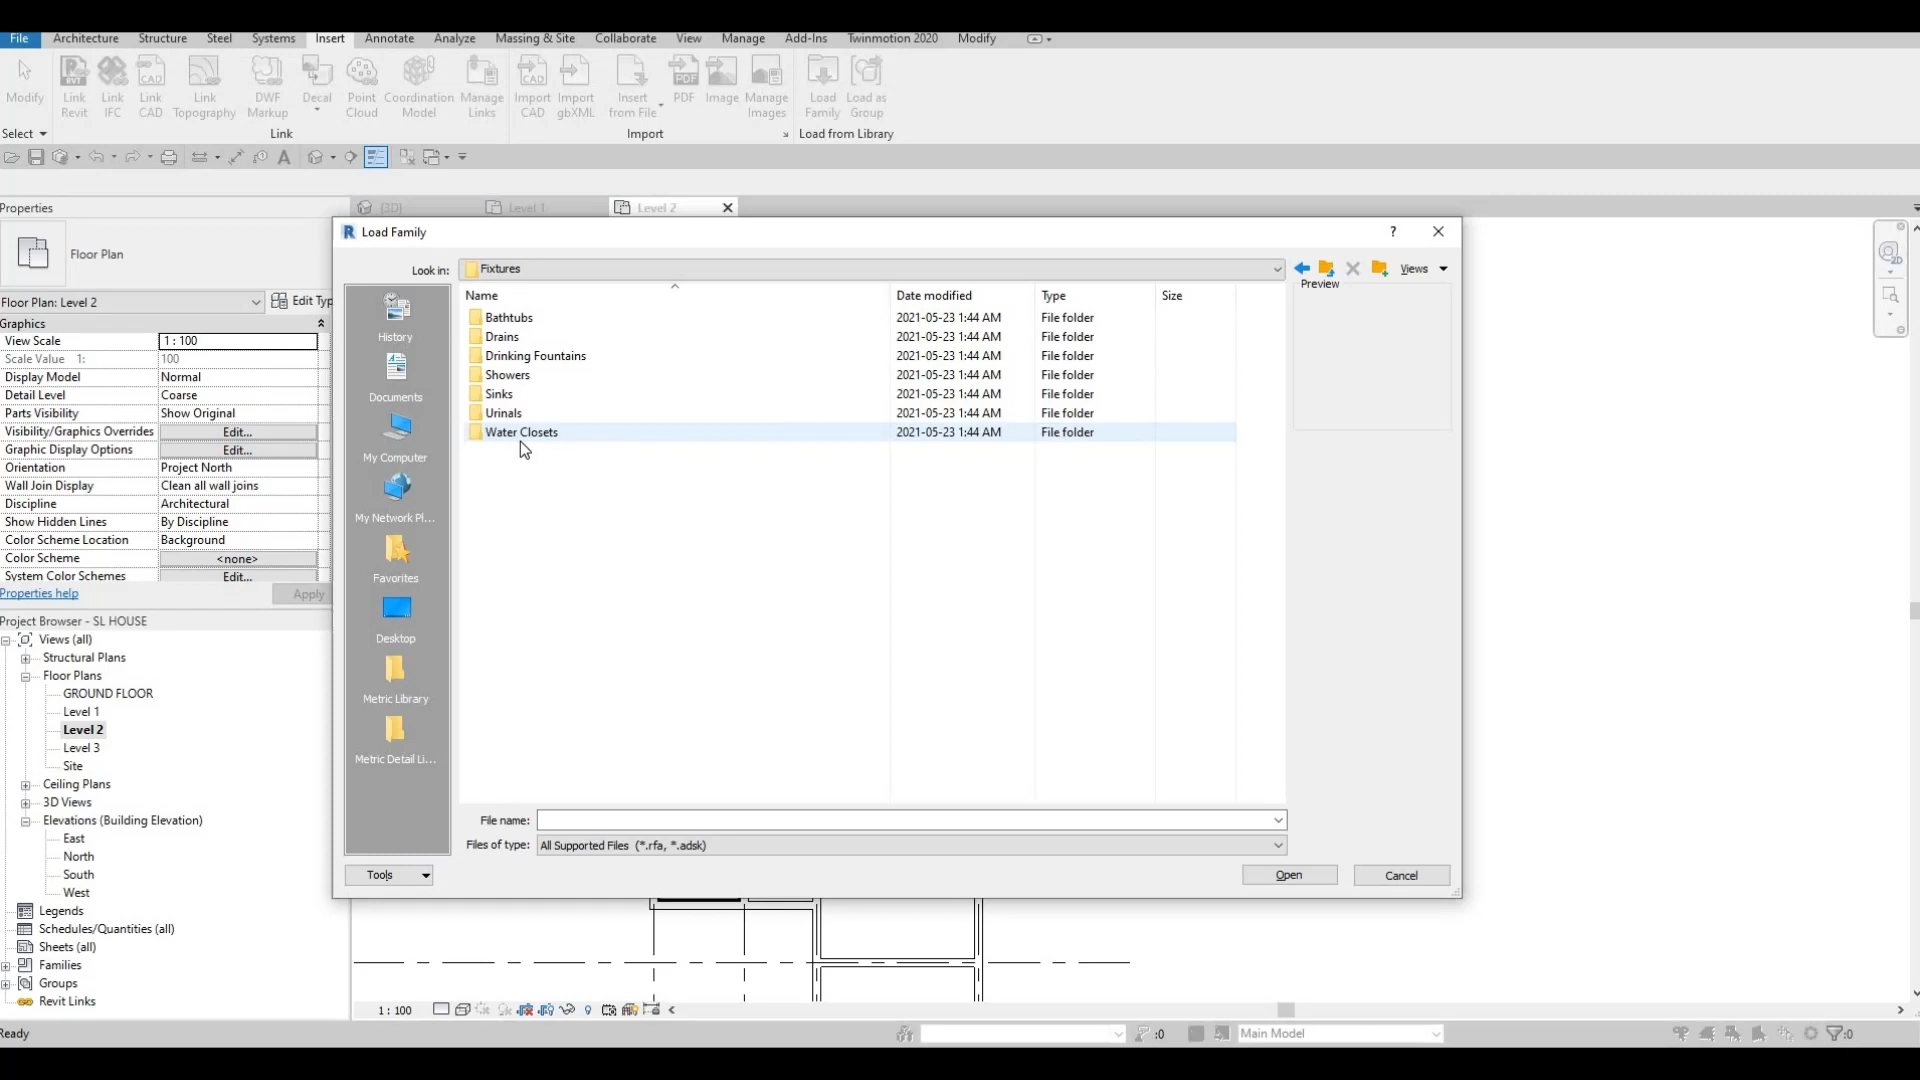 File Architecture Structure Steel Systems Insert Annotate Analyze Massing & Site Collaborate View Manage Add-Ins Twinmotion 2020 Modify
Modify
Link Revit
Link IFC
Link CAD
Link Topography
DWF Markup
Decal
Point Cloud
Coordination Model
Manage Links
Import CAD
Import gbXML
Insert from File
PDF
Image
Manage Images
Load Family
Load as Group
Select Link Import Load from Library
Properties
{3D} Level 1 Level 2
Floor Plan
Floor Plan: Level 2 Edit Typ
Graphics
View Scale 1 : 100
Scale Value 1: 100
Display Model Normal
Detail Level Coarse
Parts Visibility Show Original
Visibility/Graphics Overrides Edit...
Graphic Display Options Edit...
Orientation Project North
Wall Join Display Clean all wall joins
Discipline Architectural
Show Hidden Lines By Discipline
Color Scheme Location Background
Color Scheme <none>
System Color Schemes Edit...
Properties help Apply
Project Browser - SL HOUSE
Views (all)
Structural Plans
Floor Plans
GROUND FLOOR
Level 1
Level 2
Level 3
Site
Ceiling Plans
3D Views
Elevations (Building Elevation)
East
North
South
West
Legends
Schedules/Quantities (all)
Sheets (all)
Families
Groups
Revit Links
Load Family
Look in: Fixtures Views
Preview
History
Documents
My Computer
My Network Pl...
Favorites
Desktop
Metric Library
Metric Detail Li...
Name Date modified Type Size
Bathtubs 2021-05-23 1:44 AM File folder
Drains 2021-05-23 1:44 AM File folder
Drinking Fountains 2021-05-23 1:44 AM File folder
Showers 2021-05-23 1:44 AM File folder
Sinks 2021-05-23 1:44 AM File folder
Urinals 2021-05-23 1:44 AM File folder
Water Closets 2021-05-23 1:44 AM File folder
File name:
Files of type: All Supported Files (*.rfa, *.adsk)
Tools Open Cancel
1 : 100
Ready :0 Main Model :0